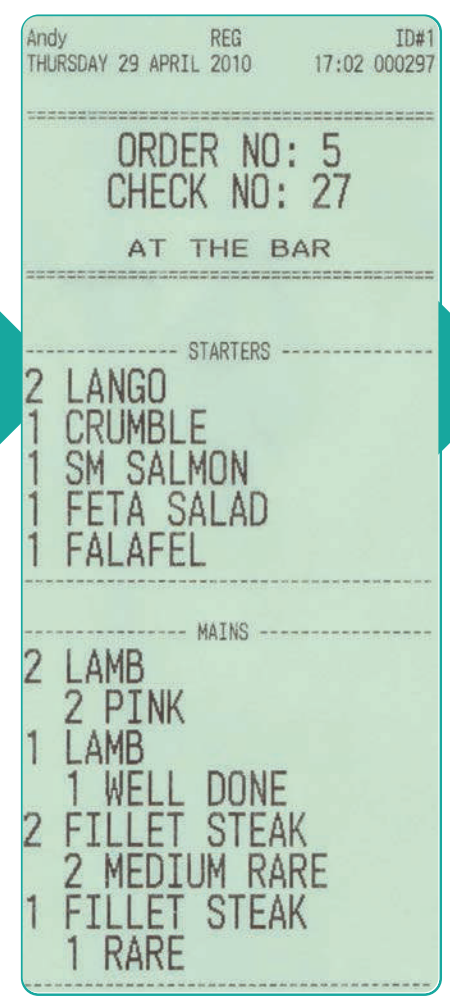 Andy REG ID#1
THURSDAY 29 APRIL 2010 17:02 000297
ORDER NO: 5
CHECK NO: 27
AT THE BAR
STARTERS
2 LANGO
1 CRUMBLE
1 SM SALMON
1 FETA SALAD
1 FALAFEL
MAINS
2 LAMB
2 PINK
1 LAMB
1 WELL DONE
2 FILLET STEAK
2 MEDIUM RARE
1 FILLET STEAK
1 RARE